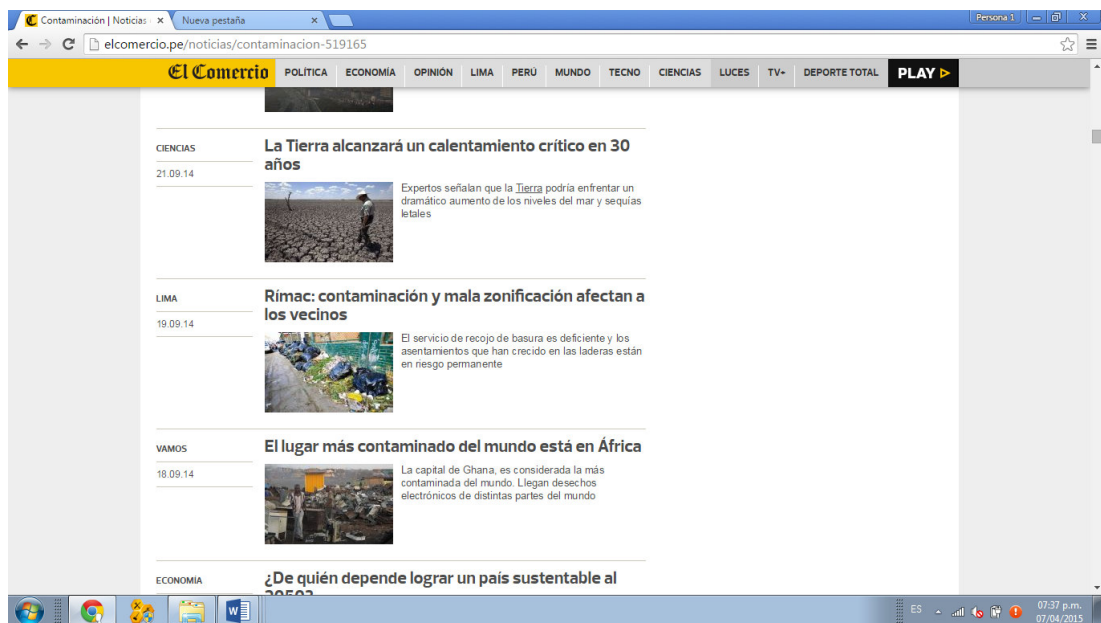 Contaminación | Noticias
Nueva pestaña
Persona 1
elcomercio.pe/noticias/contaminacion-519165
El Comercio POLÍTICA ECONOMÍA OPINIÓN LIMA PERÚ MUNDO TECNO CIENCIAS LUCES TV+ DEPORTE TOTAL PLAY
CIENCIAS
21.09.14
La Tierra alcanzará un calentamiento crítico en 30
años
Expertos señalan que la Tierra podría enfrentar un
dramático aumento de los niveles del mar y sequías
letales
LIMA
19.09.14
Rímac: contaminación y mala zonificación afectan a
los vecinos
El servicio de recojo de basura es deficiente y los
asentamientos que han crecido en las laderas están
en riesgo permanente
VAMOS
18.09.14
El lugar más contaminado del mundo está en África
La capital de Ghana, es considerada la más
contaminada del mundo. Llegan desechos
electrónicos de distintas partes del mundo
ECONOMÍA
¿De quién depende lograr un país sustentable al
2050?
ES
07:37 p.m.
07/04/2015